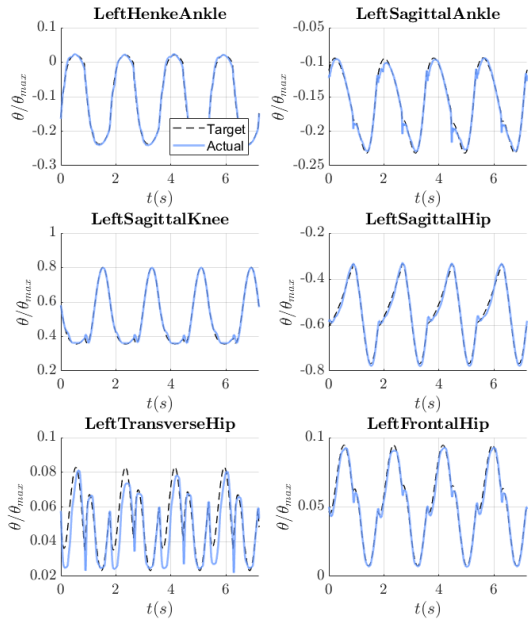 LeftHenkeAnkle
LeftSagittalAnkle
0.1
0
-0.1
-0.2
-0.3
θ/θmax
0 2 4 6
t(s)
Target
Actual
-0.05
-0.1
-0.15
-0.2
-0.25
θ/θmax
0 2 4 6
t(s)
LeftSagittalKnee
LeftSagittalHip
1
0.8
0.6
0.4
0.2
θ/θmax
0 2 4 6
t(s)
-0.2
-0.4
-0.6
-0.8
θ/θmax
0 2 4 6
t(s)
LeftTransverseHip
LeftFrontalHip
0.1
0.08
0.06
0.04
0.02
θ/θmax
0 2 4 6
t(s)
0.1
0.05
0
θ/θmax
0 2 4 6
t(s)